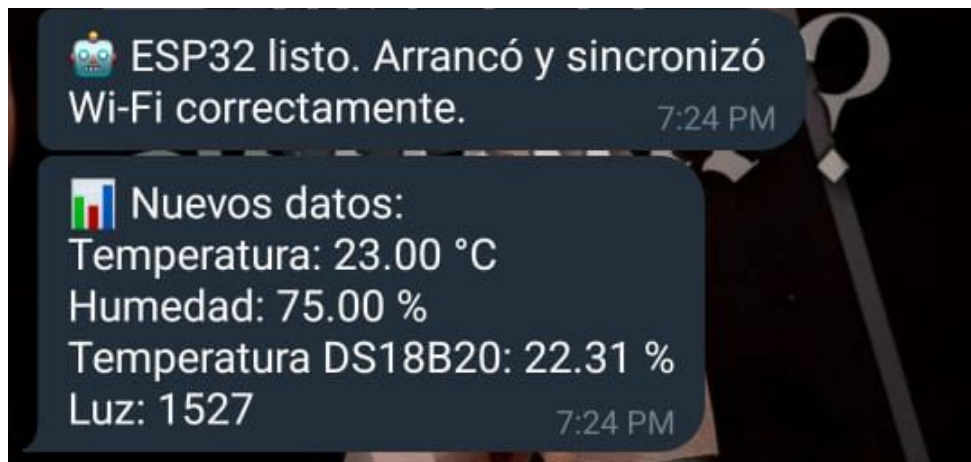 🤖 ESP32 listo. Arrancó y sincronizó
Wi-Fi correctamente.
7:24 PM
📊 Nuevos datos:
Temperatura: 23.00 °C
Humedad: 75.00 %
Temperatura DS18B20: 22.31 %
Luz: 1527
7:24 PM